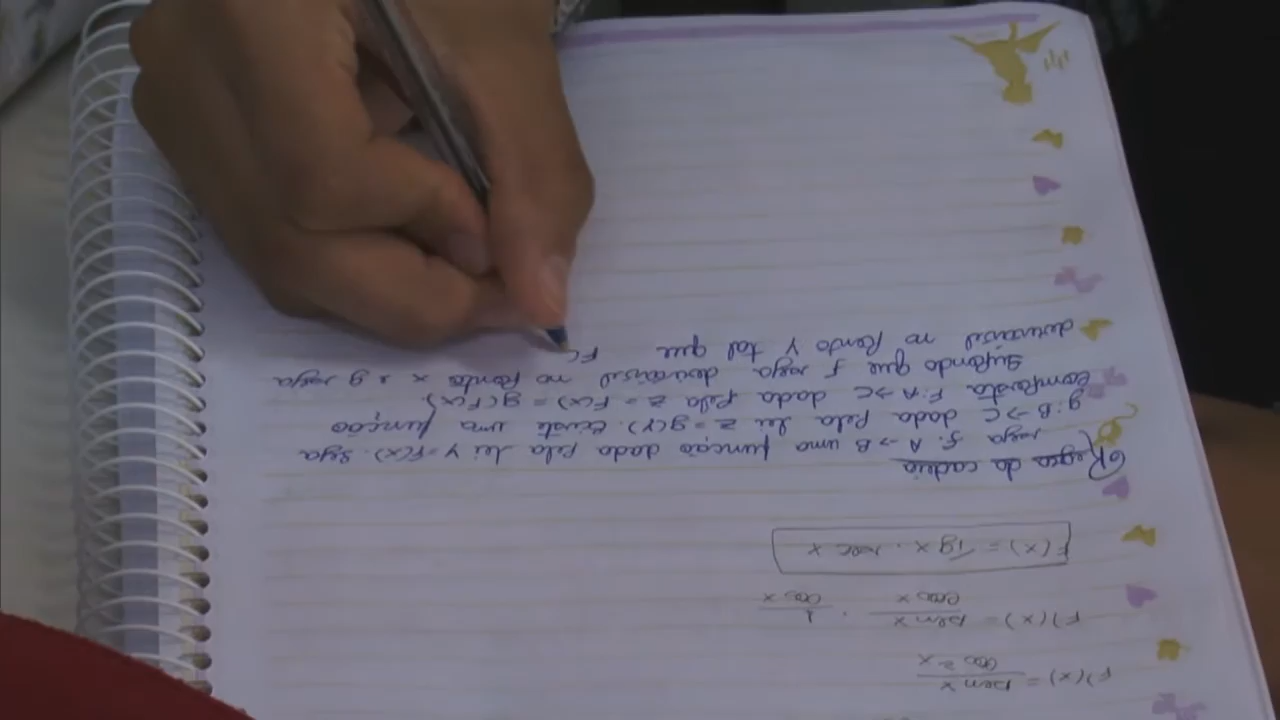 F'(x) = sen x / cos² x
F'(x) = sen x / cos x . 1 / cos x
F(x) = Tg x . sec x
Regra da cadeia
seja f: A → B uma função dada pela lei Y = F(x). Seja
g: B → C dada pela lei z = g(Y). Existe uma função
composta F: A → C dada pela z = F(x) = g(F(x)).
Supondo que f seja derivável no ponto x e g seja
derivável no ponto Y tal que F(